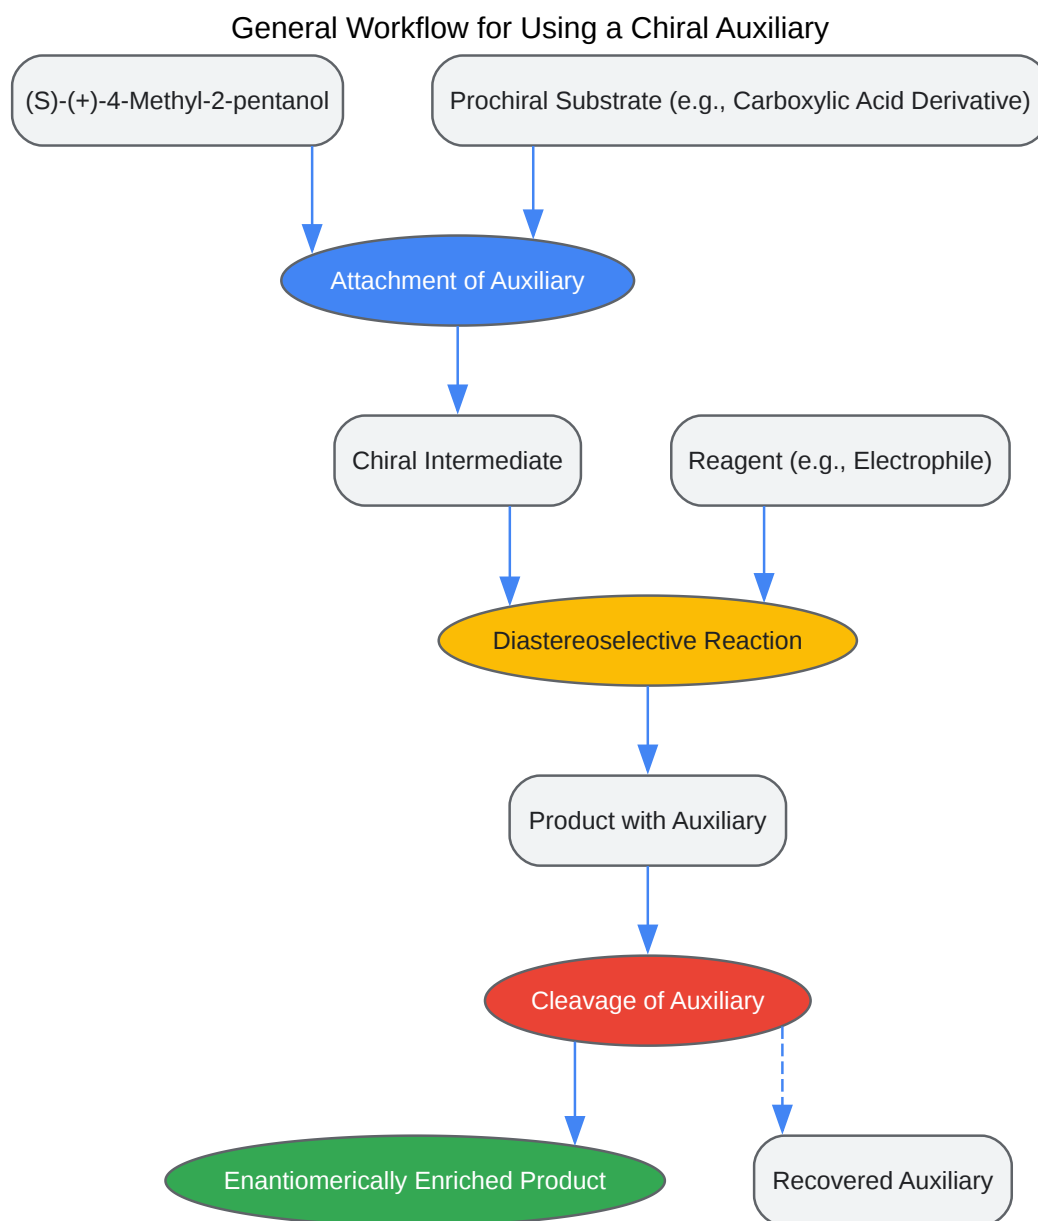 General Workflow for Using a Chiral Auxiliary
(S)-(+)-4-Methyl-2-pentanol
Prochiral Substrate (e.g., Carboxylic Acid Derivative)
Attachment of Auxiliary
Chiral Intermediate
Reagent (e.g., Electrophile)
Diastereoselective Reaction
Product with Auxiliary
Cleavage of Auxiliary
Enantiomerically Enriched Product
Recovered Auxiliary